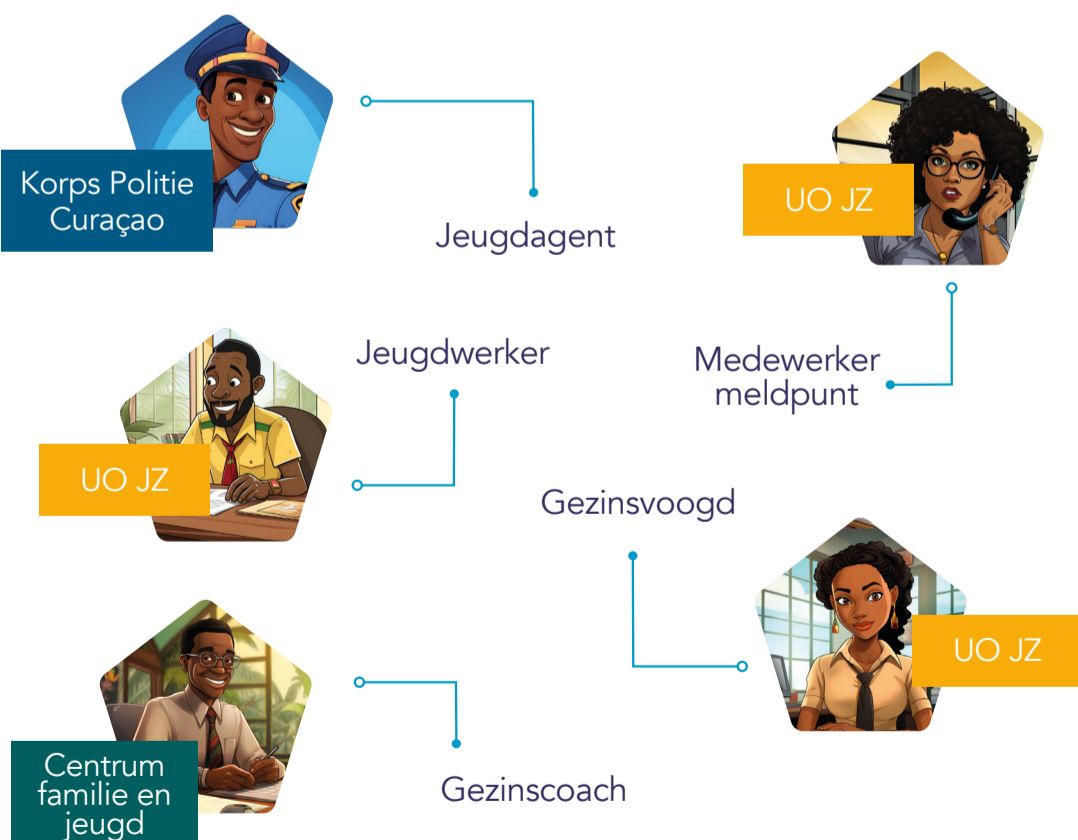 Korps Politie
Curaçao
Jeugdagent
UO JZ
Jeugdwerker
Medewerker
meldpunt
UO JZ
Gezinsvoogd
UO JZ
Centrum
familie en
jeugd
Gezinscoach